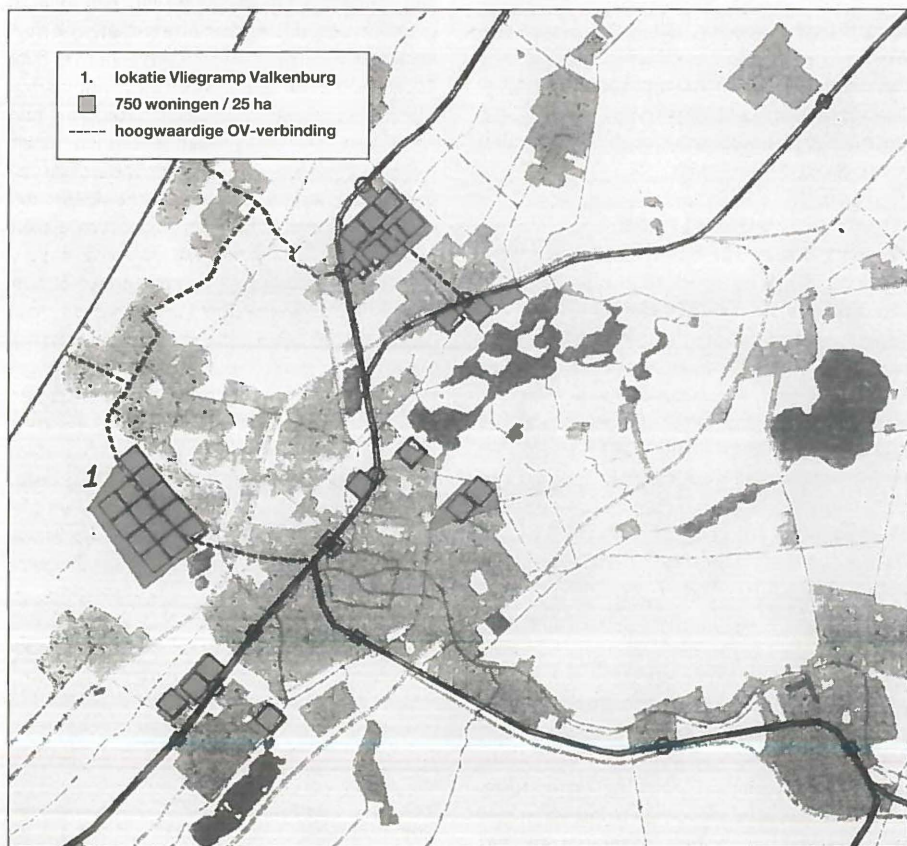 1. lokatie Vliegramp Valkenburg
750 woningen / 25 ha
hoogwaardige OV-verbinding
1